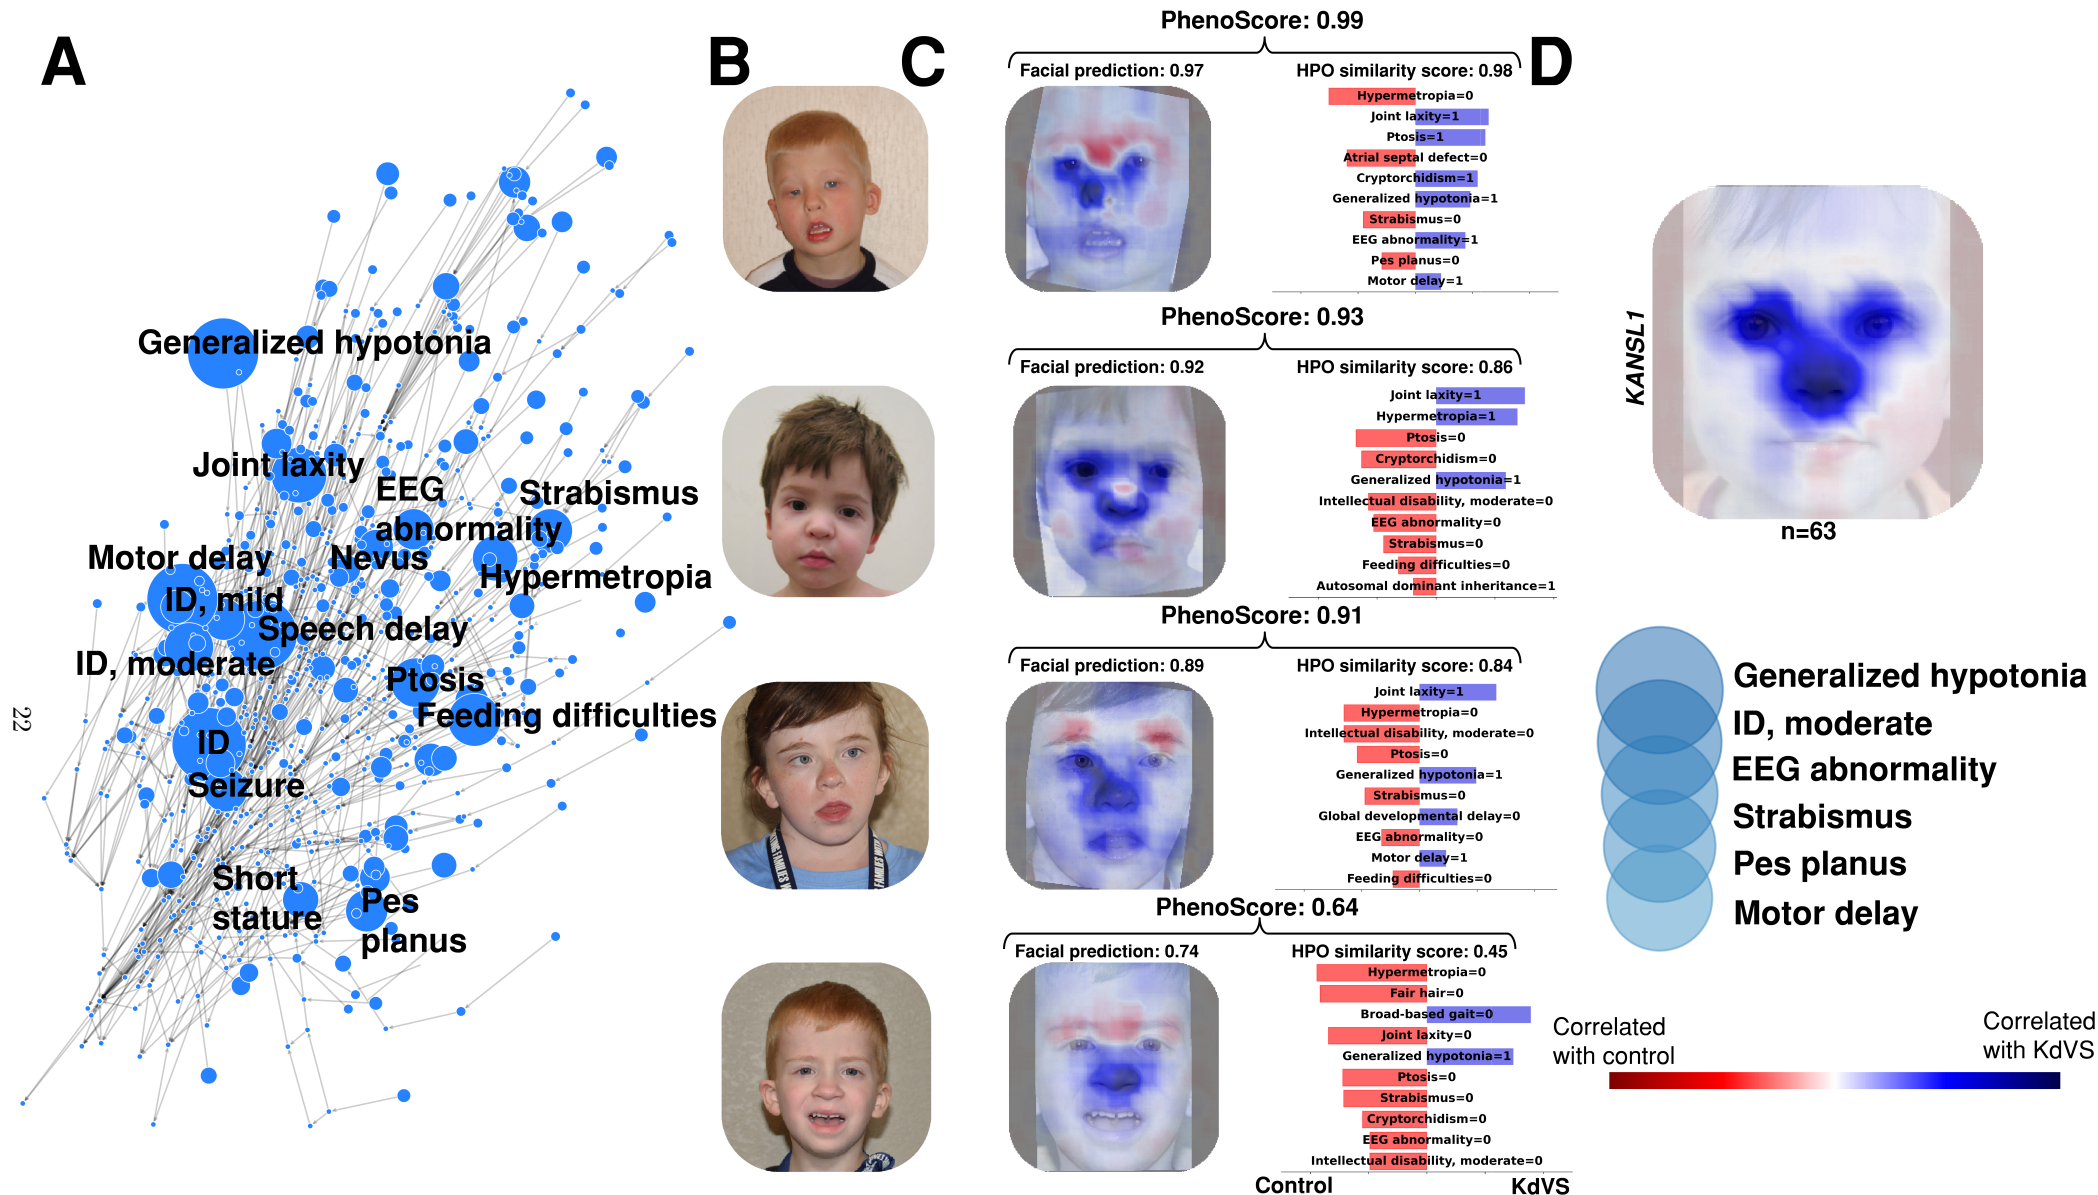 A
B
C
D
Generalized hypotonia
Joint laxity
EEG
abnormality
Strabismus
Motor delay
Nevus
Hypermetropia
ID, mild
Speech delay
ID, moderate
Ptosis
Feeding difficulties
ID
Seizure
Short
stature
Pes
planus
22
PhenoScore: 0.99
Facial prediction: 0.97
HPO similarity score: 0.98
Hypermetropia=0
Joint laxity=1
Ptosis=1
Atrial septal defect=0
Cryptorchidism=1
Generalized hypotonia=1
Strabismus=0
EEG abnormality=1
Pes planus=0
Motor delay=1
PhenoScore: 0.93
Facial prediction: 0.92
HPO similarity score: 0.86
Joint laxity=1
Hypermetropia=1
Ptosis=0
Cryptorchidism=0
Generalized hypotonia=1
Intellectual disability, moderate=0
EEG abnormality=0
Strabismus=0
Feeding difficulties=0
Autosomal dominant inheritance=1
PhenoScore: 0.91
Facial prediction: 0.89
HPO similarity score: 0.84
Joint laxity=1
Hypermetropia=0
Intellectual disability, moderate=0
Ptosis=0
Generalized hypotonia=1
Strabismus=0
Global developmental delay=0
EEG abnormality=0
Motor delay=1
Feeding difficulties=0
PhenoScore: 0.64
Facial prediction: 0.74
HPO similarity score: 0.45
Hypermetropia=0
Fair hair=0
Broad-based gait=0
Joint laxity=0
Generalized hypotonia=1
Ptosis=0
Strabismus=0
Cryptorchidism=0
EEG abnormality=0
Intellectual disability, moderate=0
Control
KdVS
KANSL1
n=63
Generalized hypotonia
ID, moderate
EEG abnormality
Strabismus
Pes planus
Motor delay
Correlated
with control
Correlated
with KdVS